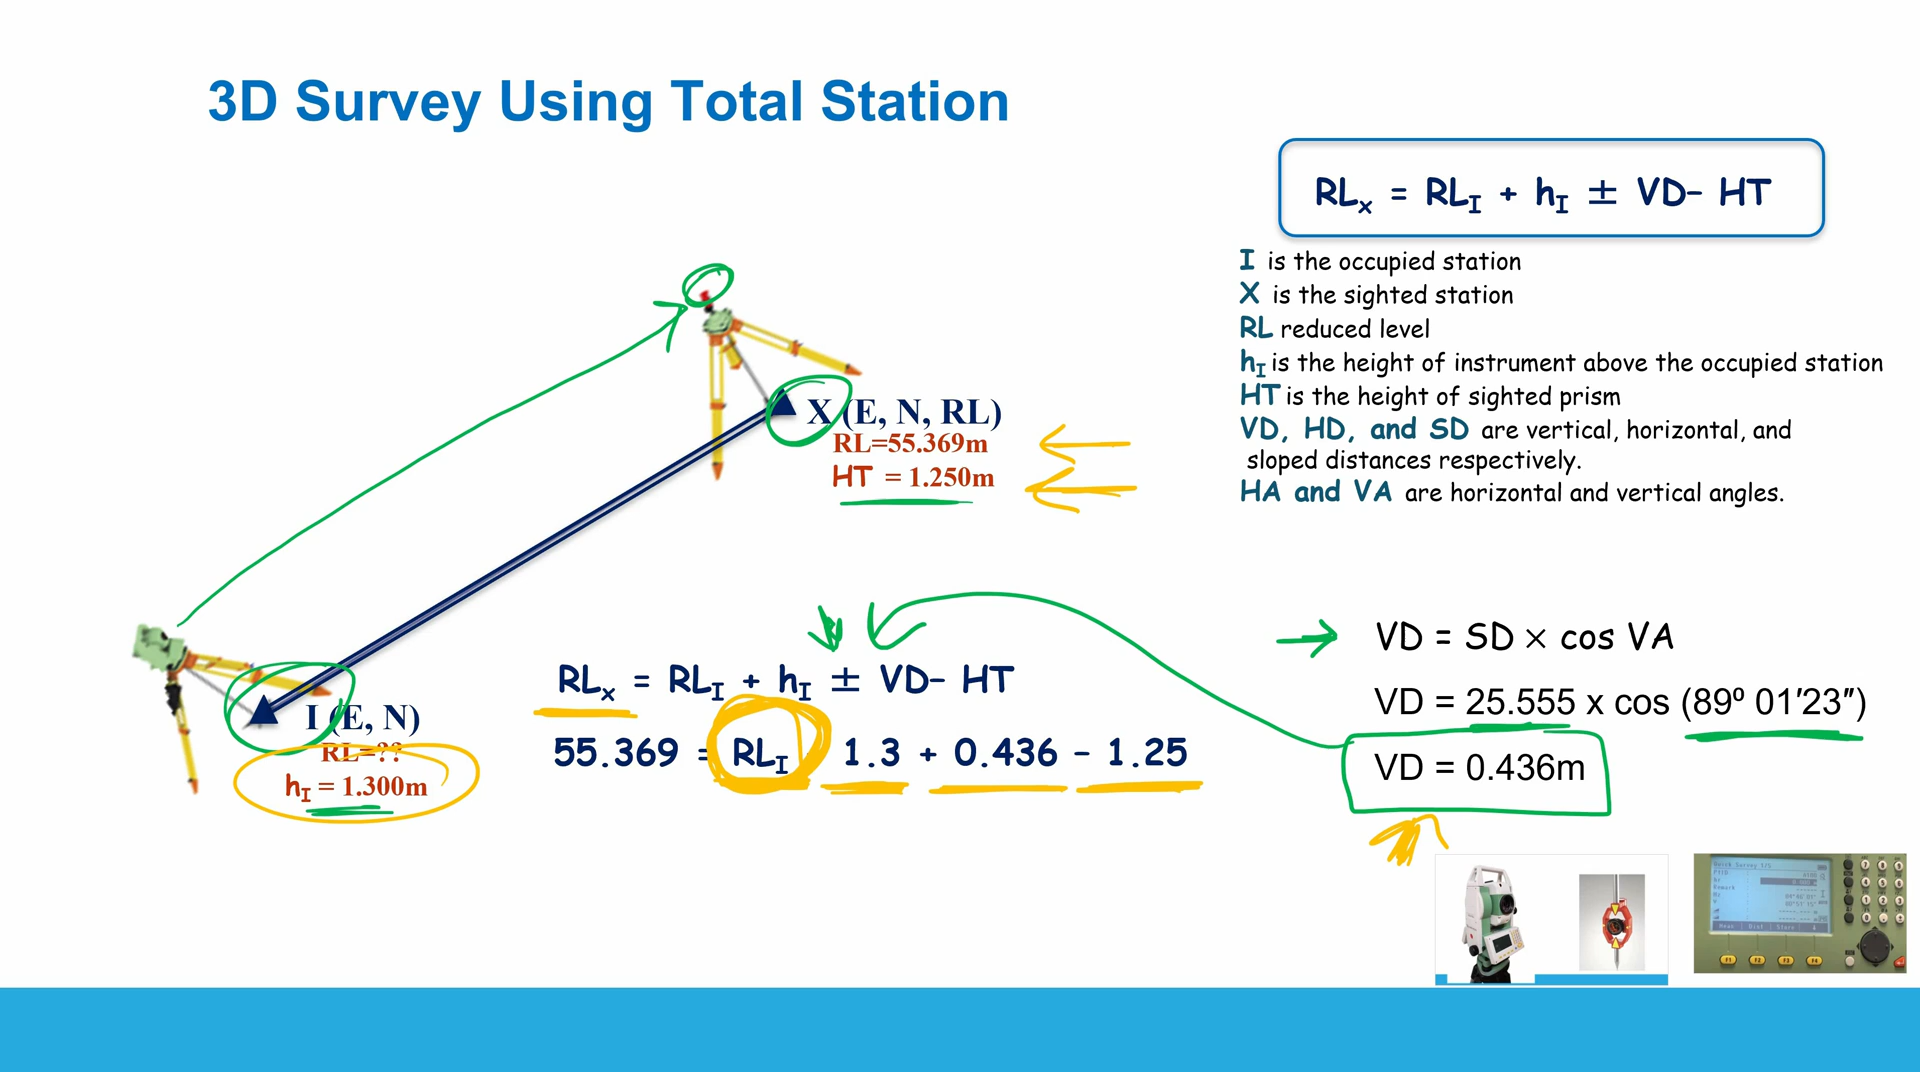 3D Survey Using Total Station
RLx = RLI + hI ± VD– HT
I is the occupied station
X is the sighted station
RL reduced level
hI is the height of instrument above the occupied station
HT is the height of sighted prism
VD, HD, and SD are vertical, horizontal, and
sloped distances respectively.
HA and VA are horizontal and vertical angles.
X (E, N, RL)
RL=55.369m
HT = 1.250m
I (E, N)
RL=??
hI = 1.300m
RLx = RLI + hI ± VD– HT
55.369 = RLI 1.3 + 0.436 – 1.25
VD = SD × cos VA
VD = 25.555 x cos (89º 01′23″)
VD = 0.436m
Quick Survey 1/5